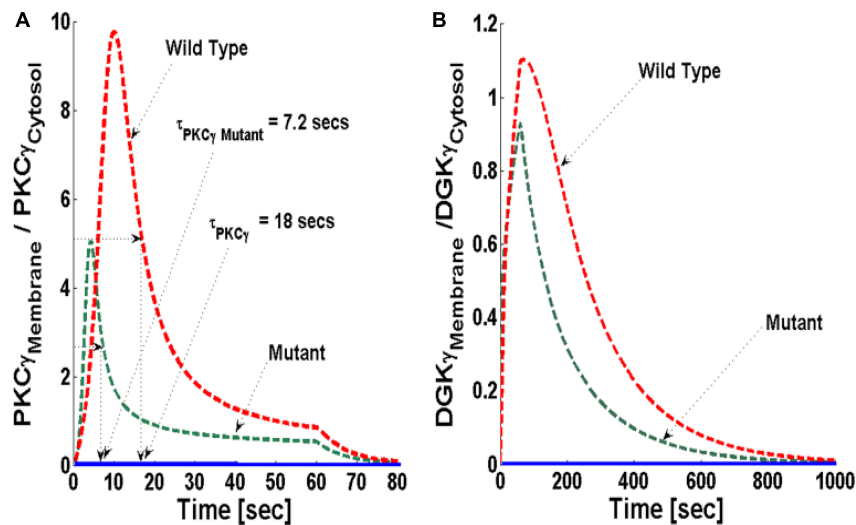 A
PKCγMembrane / PKCγCytosol
10
8
6
4
2
0
Wild Type
τPKCγ Mutant = 7.2 secs
τPKCγ = 18 secs
Mutant
0 10 20 30 40 50 60 70 80
Time [sec]
B
DGKγMembrane /DGKγCytosol
1.2
1
0.8
0.6
0.4
0.2
0
Wild Type
Mutant
0 200 400 600 800 1000
Time [sec]